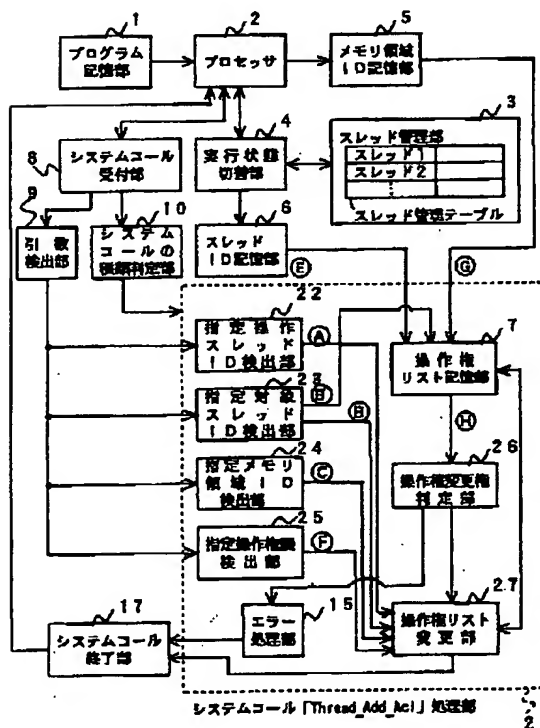 1
プログラム
記憶部
2
プロセッサ
5
メモリ領域
ID記憶部
3
スレッド管理部
スレッド1
スレッド2
スレッド管理テーブル
4
実行状態
切替部
8
システムコール
受付部
9
引数
検出部
10
システム
コールの
種類判定部
6
スレッド
ID記憶部
E
G
22
指定操作
スレッド
ID検出部
A
23
指定対象
スレッド
ID検出部
B
B
7
操作権
リスト記憶部
H
24
指定メモリ
領域ID
検出部
C
26
操作権変更権
判定部
25
指定操作権限
検出部
F
15
エラー
処理部
27
操作権リスト
変更部
17
システムコール
終了部
システムコール「Thread_Add_Acl」処理部
2